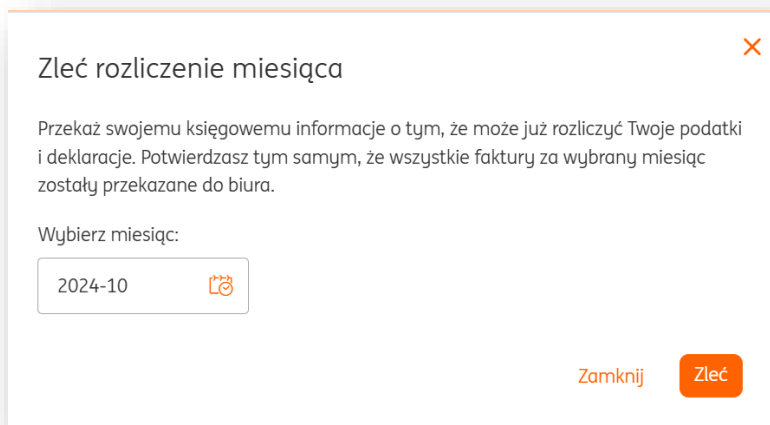 Zleć rozliczenie miesiąca
Przekaż swojemu księgowemu informacje o tym, że może już rozliczyć Twoje podatki
i deklaracje. Potwierdzasz tym samym, że wszystkie faktury za wybrany miesiąc
zostały przekazane do biura.
Wybierz miesiąc:
2024-10
Zamknij
Zleć